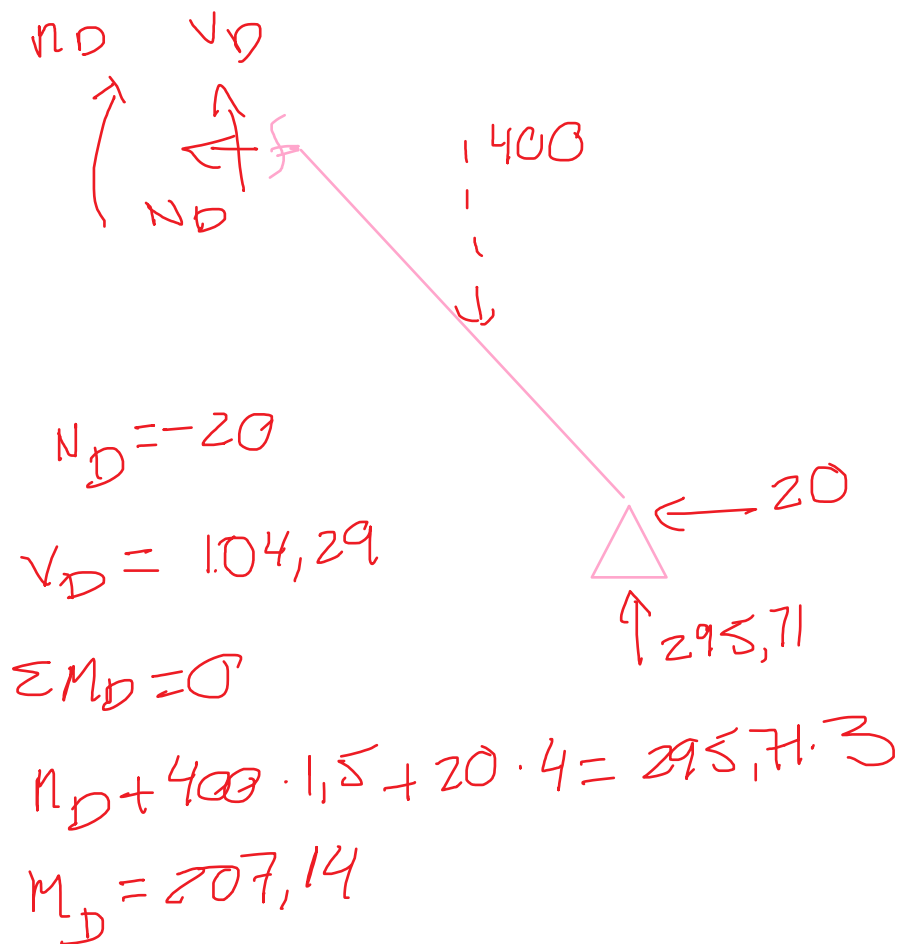 MD VD
400
ND
ND = -20
20
VD = 104,29
295,71
ΣMD = 0
MD + 400 · 1,5 + 20 · 4 = 295,71 · 3
MD = 207,14